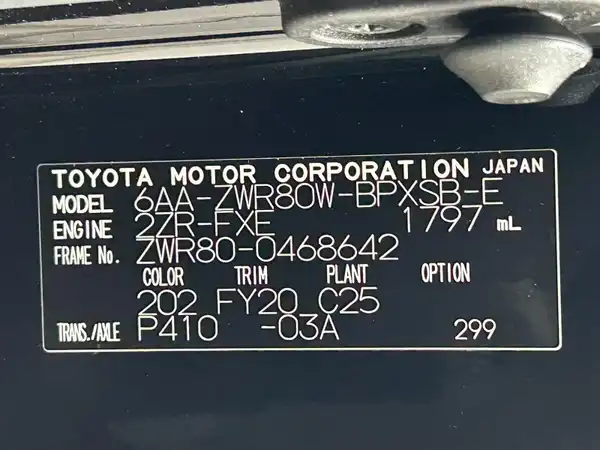 TOYOTA MOTOR CORPORATION JAPAN
MODEL 6AA-ZWR80W-BPXSB-E
ENGINE 2ZR-FXE 1797 mL
FRAME No. ZWR80-0468642
COLOR TRIM PLANT OPTION
202 FY20 C25
TRANS./AXLE P410 -03A 299